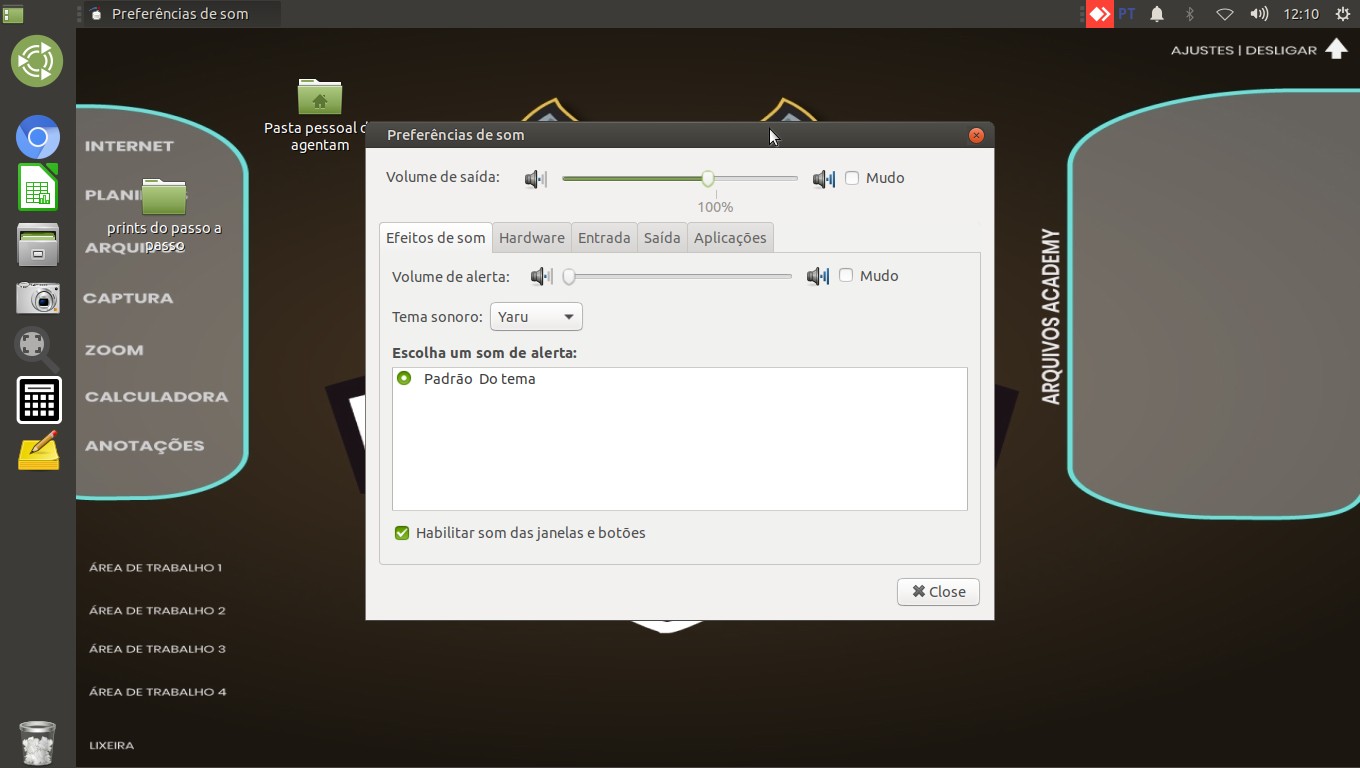 Preferências de som
PT
12:10
AJUSTES | DESLIGAR
Pasta pessoal d
agentam
INTERNET
prints do passo a
passo
CAPTURA
ZOOM
CALCULADORA
ANOTAÇÕES
ÁREA DE TRABALHO 1
ÁREA DE TRABALHO 2
ÁREA DE TRABALHO 3
ÁREA DE TRABALHO 4
LIXEIRA
Preferências de som
Volume de saída:
Mudo
100%
Efeitos de som
Hardware
Entrada
Saída
Aplicações
Volume de alerta:
Mudo
Tema sonoro:
Yaru
Escolha um som de alerta:
Padrão Do tema
Habilitar som das janelas e botões
Close
ARQUIVOS ACADEMY